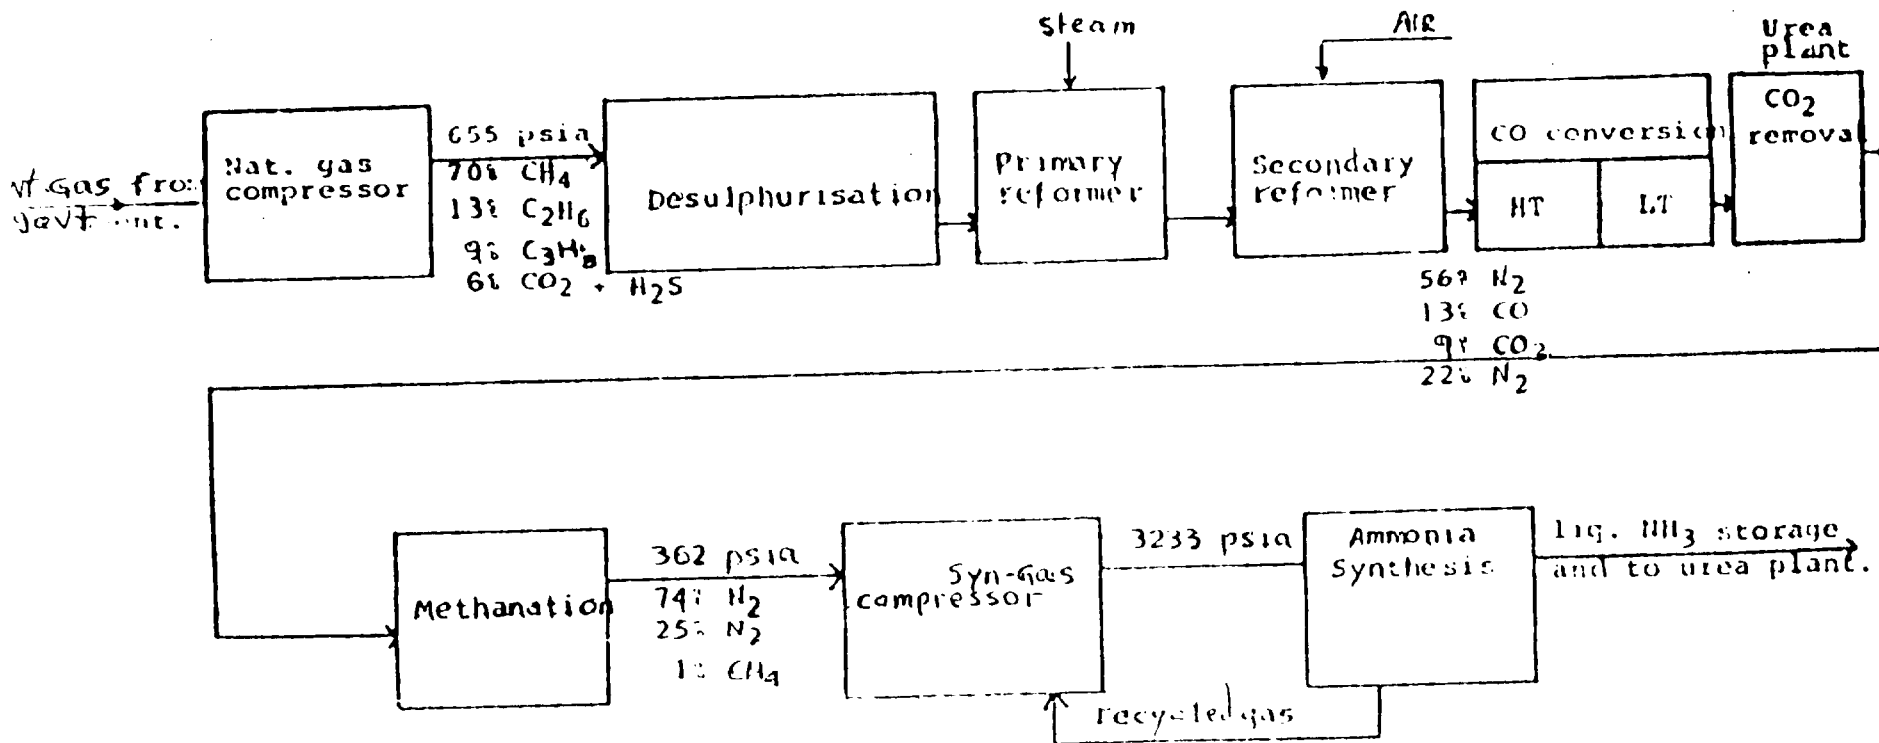 Steam
AIR
Urea
plant
Nat. gas
compressor
655 psia
70% CH4
13% C2H6
9% C3H8
6% CO2 + H2S
Desulphurisation
Primary
reformer
Secondary
reformer
CO conversion
HT
LT
CO2
removal
Gas
56% N2
13% CO
9% CO2
22% N2
Methanation
362 psia
74% H2
25% N2
1% CH4
Syn-Gas
compressor
3233 psia
Ammonia
Synthesis
liq. NH3 storage
and to urea plant.
recycled gas